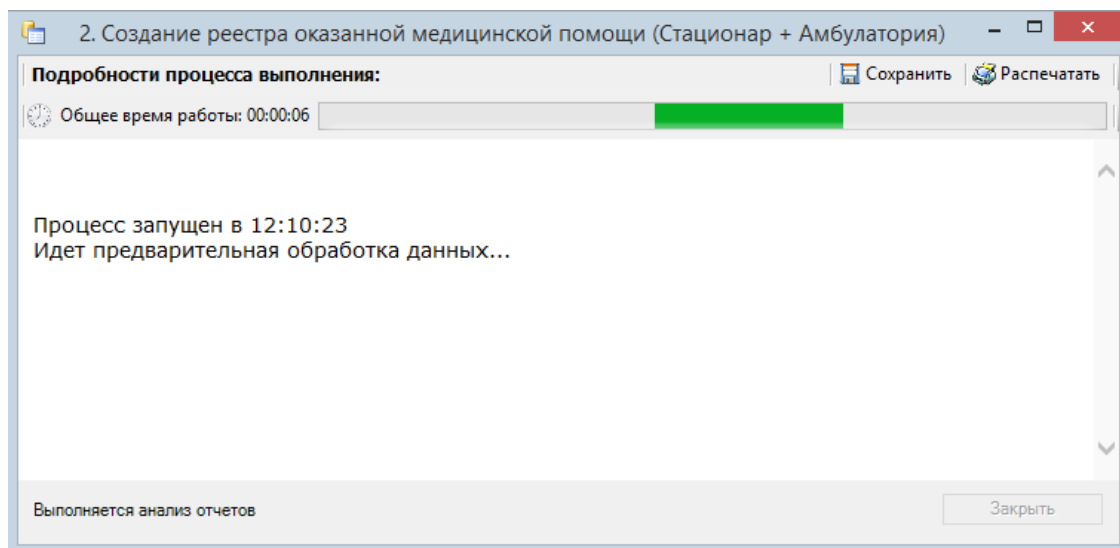 2. Создание реестра оказанной медицинской помощи (Стационар + Амбулатория)
Подробности процесса выполнения:
Сохранить
Распечатать
Общее время работы: 00:00:06
Процесс запущен в 12:10:23
Идет предварительная обработка данных...
Выполняется анализ отчетов
Закрыть